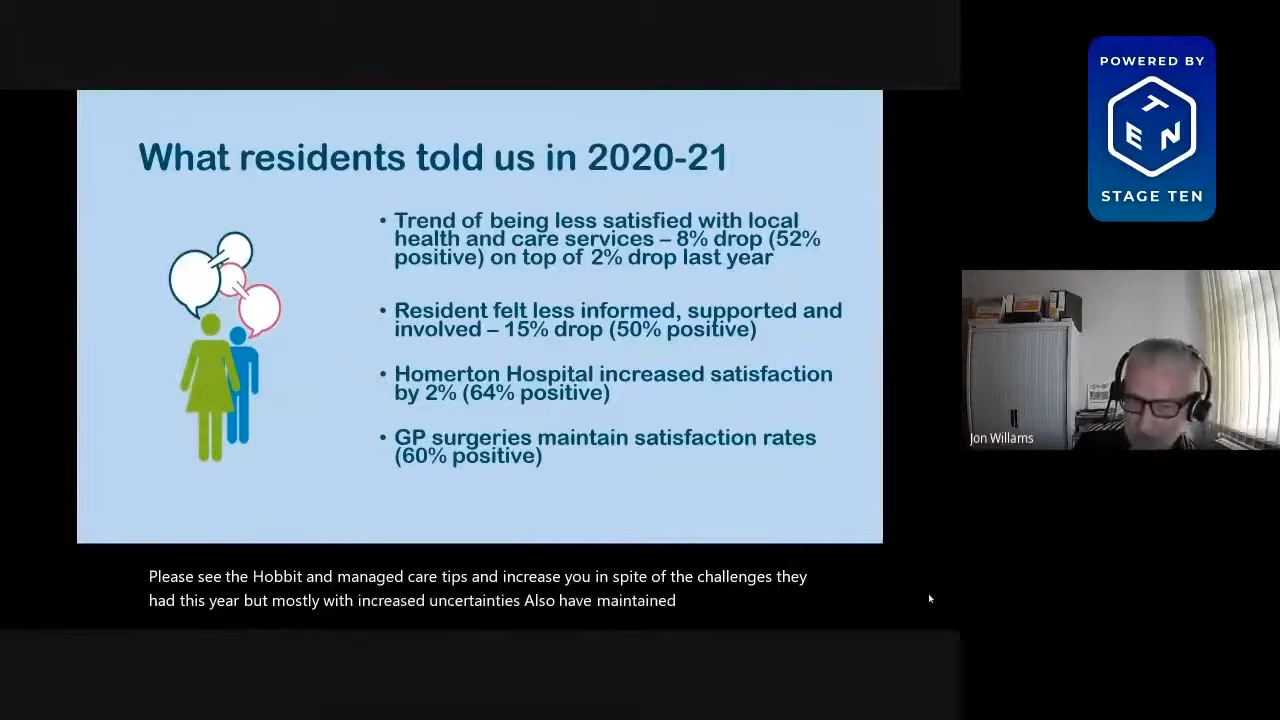 POWERED BY
TEN
STAGE TEN
What residents told us in 2020-21
• Trend of being less satisfied with local
health and care services – 8% drop (52%
positive) on top of 2% drop last year
• Resident felt less informed, supported and
involved – 15% drop (50% positive)
• Homerton Hospital increased satisfaction
by 2% (64% positive)
• GP surgeries maintain satisfaction rates
(60% positive)
Jon Willams
Please see the Hobbit and managed care tips and increase you in spite of the challenges they
had this year but mostly with increased uncertainties Also have maintained